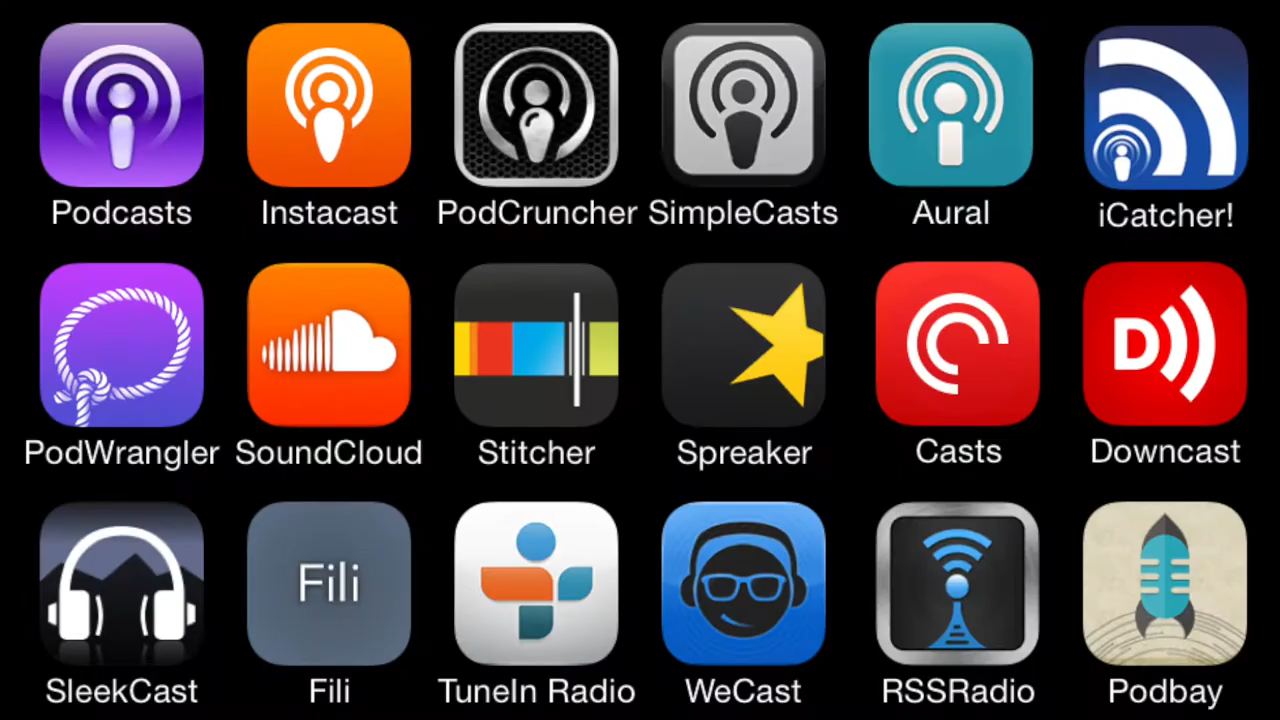 Podcasts Instacast PodCruncher SimpleCasts Aural iCatcher!
D
PodWrangler SoundCloud Stitcher Spreaker Casts Downcast
Fili
SleekCast Fili TuneIn Radio WeCast RSSRadio Podbay